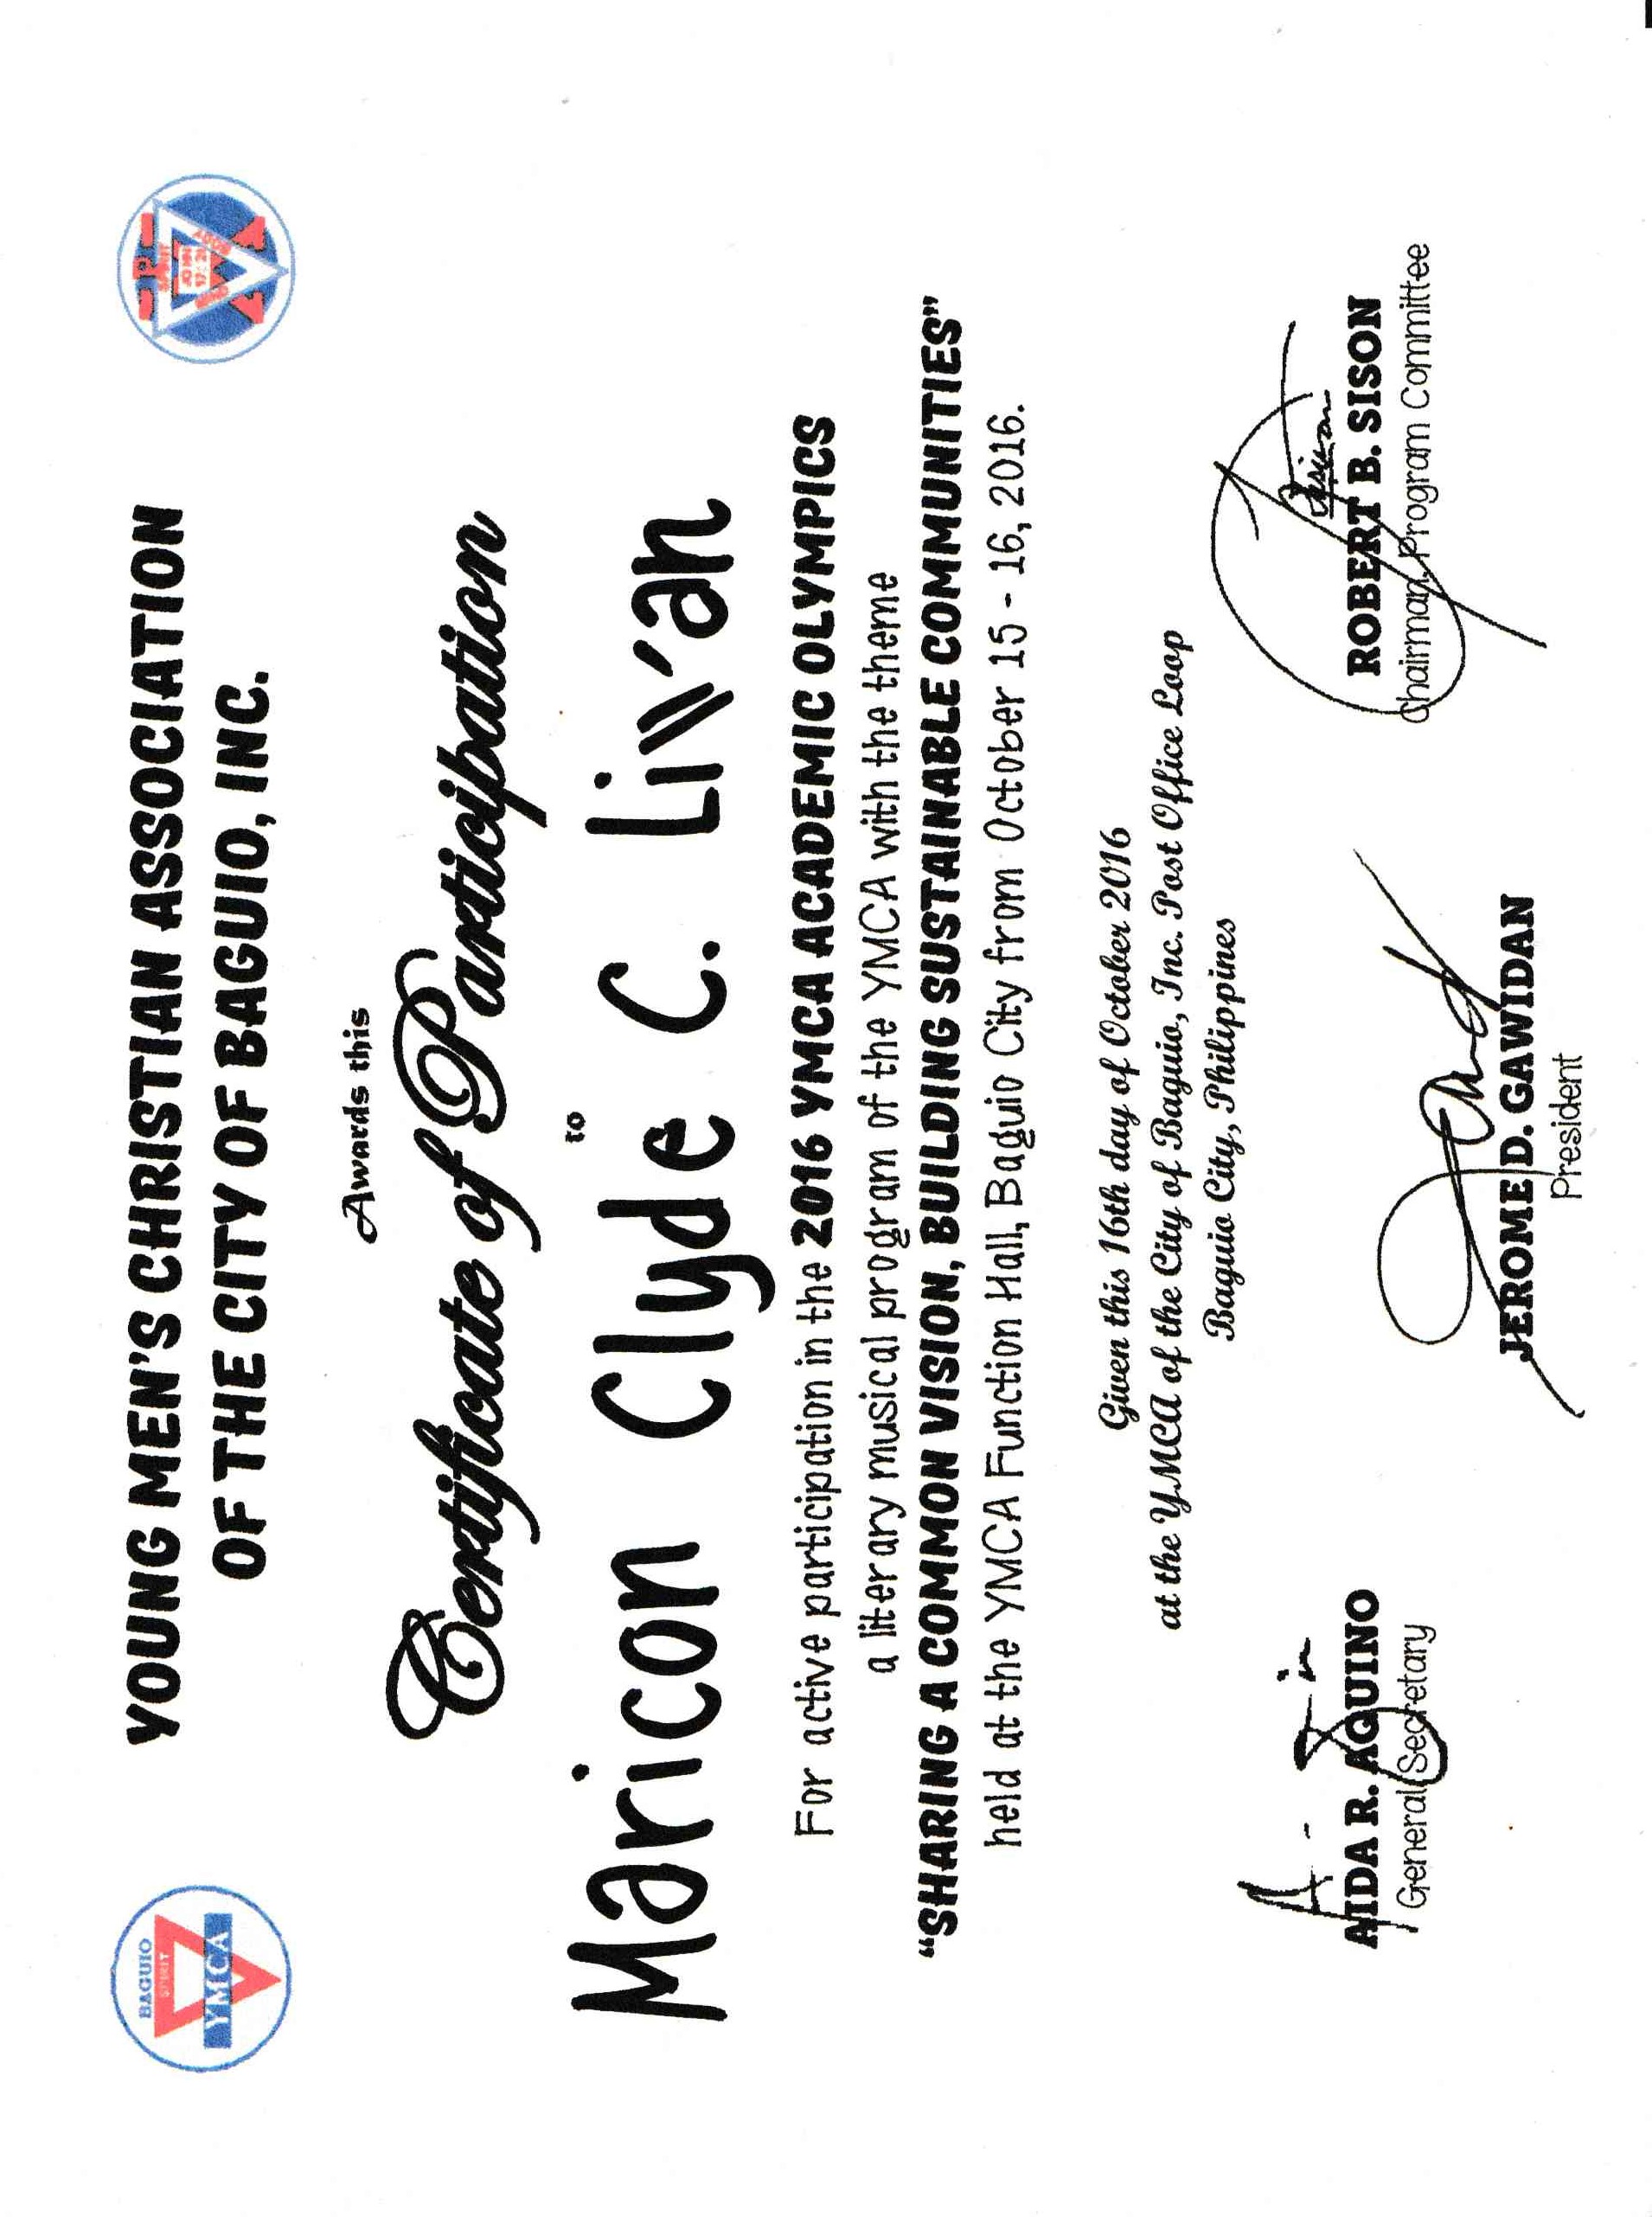 BAGUIO
SPIRIT
YMCA
YOUNG MEN'S CHRISTIAN ASSOCIATION
OF THE CITY OF BAGUIO, INC.
SPIRIT
JOHN
17:21
Awards this
Certificate of Participation
to
Maricon Clyde C.
For active participation in the 2016 YMCA ACADEMIC OLYMPICS
a literary musical program of the YMCA with the theme
“SHARING A COMMON VISION, BUILDING SUSTAINABLE COMMUNITIES”
held at the YMCA Function Hall, Baguio City from October 15 - 16, 2016.
Given this 16th day of October 2016
at the YMCA of the City of Baguio, Inc. Post Office Loop
Baguio City, Philippines
AIDA R. AQUINO
General Secretary
ROBERT B. SISON
Chairman, Program Committee
JEROME D. GAWIDAN
President